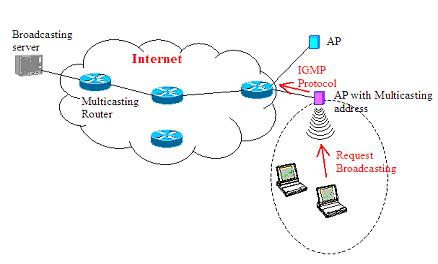 Broadcasting
server
Internet
AP
IGMP
Protocol
Multicasting
Router
AP with Multicasting
address
Request
Broadcasting